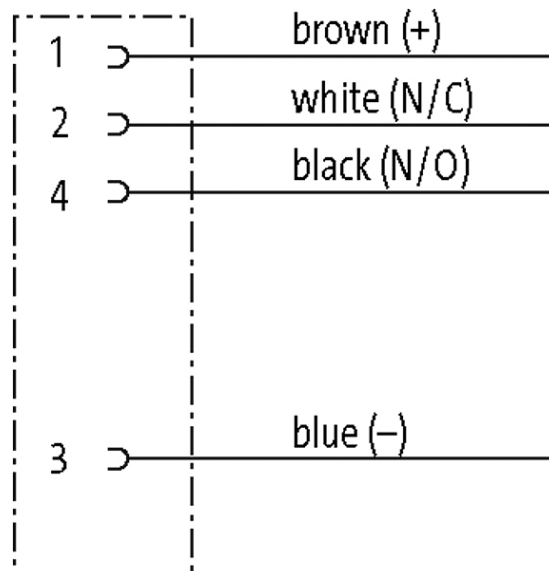 1 brown (+)
2 white (N/C)
4 black (N/O)
3 blue (–)